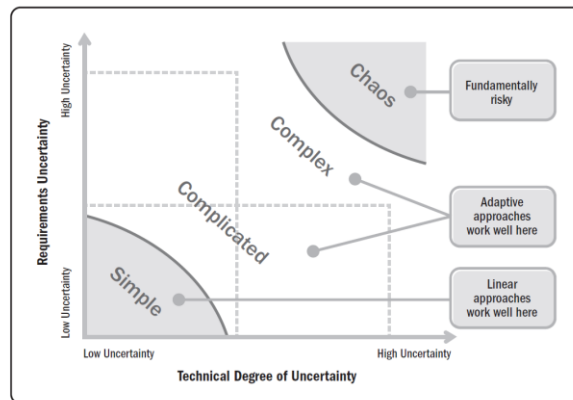 High Uncertainty
Requirements Uncertainty
Low Uncertainty
Chaos
Complex
Complicated
Simple
Fundamentally
risky
Adaptive
approaches
work well here
Linear
approaches
work well here
Low Uncertainty
High Uncertainty
Technical Degree of Uncertainty